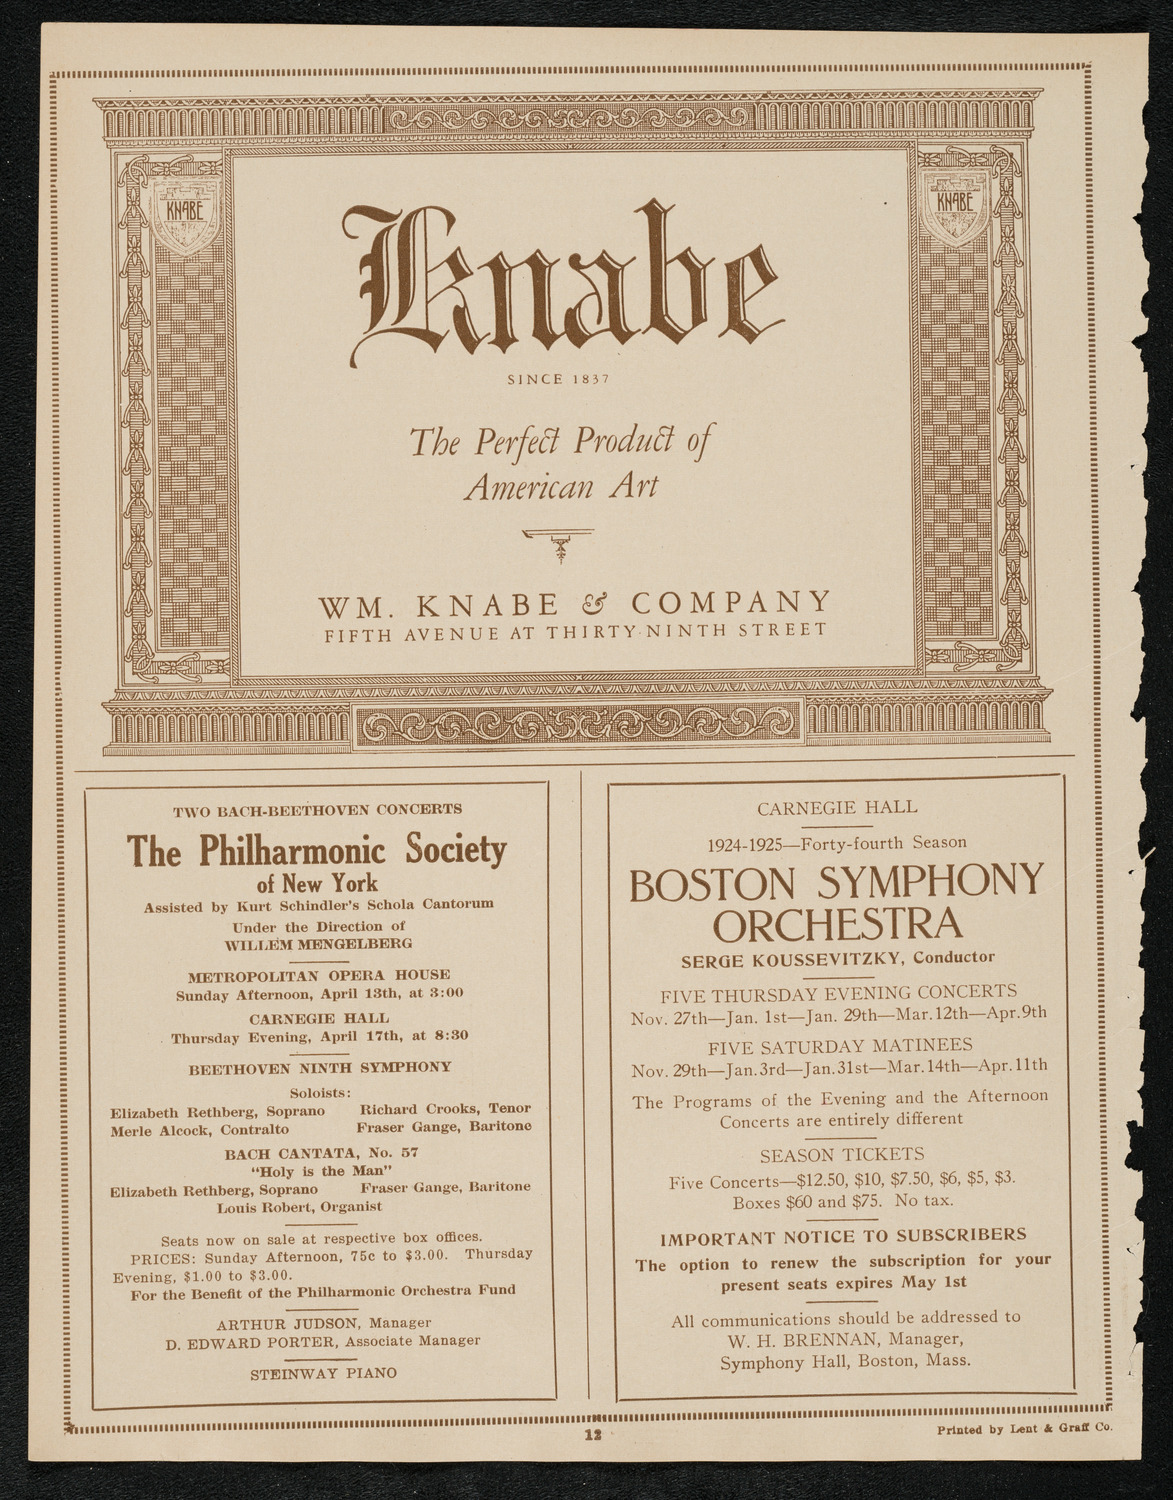 KNABE
KNABE
Knabe
SINCE 1837
The Perfect Product of
American Art
WM. KNABE & COMPANY
FIFTH AVENUE AT THIRTY-NINTH STREET
TWO BACH-BEETHOVEN CONCERTS
The Philharmonic Society
of New York
Assisted by Kurt Schindler's Schola Cantorum
Under the Direction of
WILLEM MENGELBERG
METROPOLITAN OPERA HOUSE
Sunday Afternoon, April 13th, at 3:00
CARNEGIE HALL
Thursday Evening, April 17th, at 8:30
BEETHOVEN NINTH SYMPHONY
Soloists:
Elizabeth Rethberg, Soprano Richard Crooks, Tenor
Merle Alcock, Contralto Fraser Gange, Baritone
BACH CANTATA, No. 57
"Holy is the Man"
Elizabeth Rethberg, Soprano Fraser Gange, Baritone
Louis Robert, Organist
Seats now on sale at respective box offices.
PRICES: Sunday Afternoon, 75c to $3.00. Thursday
Evening, $1.00 to $3.00.
For the Benefit of the Philharmonic Orchestra Fund
ARTHUR JUDSON, Manager
D. EDWARD PORTER, Associate Manager
STEINWAY PIANO
CARNEGIE HALL
1924-1925—Forty-fourth Season
BOSTON SYMPHONY
ORCHESTRA
SERGE KOUSSEVITZKY, Conductor
FIVE THURSDAY EVENING CONCERTS
Nov. 27th—Jan. 1st—Jan. 29th—Mar. 12th—Apr. 9th
FIVE SATURDAY MATINEES
Nov. 29th—Jan. 3rd—Jan. 31st—Mar. 14th—Apr. 11th
The Programs of the Evening and the Afternoon
Concerts are entirely different
SEASON TICKETS
Five Concerts—$12.50, $10, $7.50, $6, $5, $3.
Boxes $60 and $75. No tax.
IMPORTANT NOTICE TO SUBSCRIBERS
The option to renew the subscription for your
present seats expires May 1st
All communications should be addressed to
W. H. BRENNAN, Manager,
Symphony Hall, Boston, Mass.
12
Printed by Lent & Graff Co.